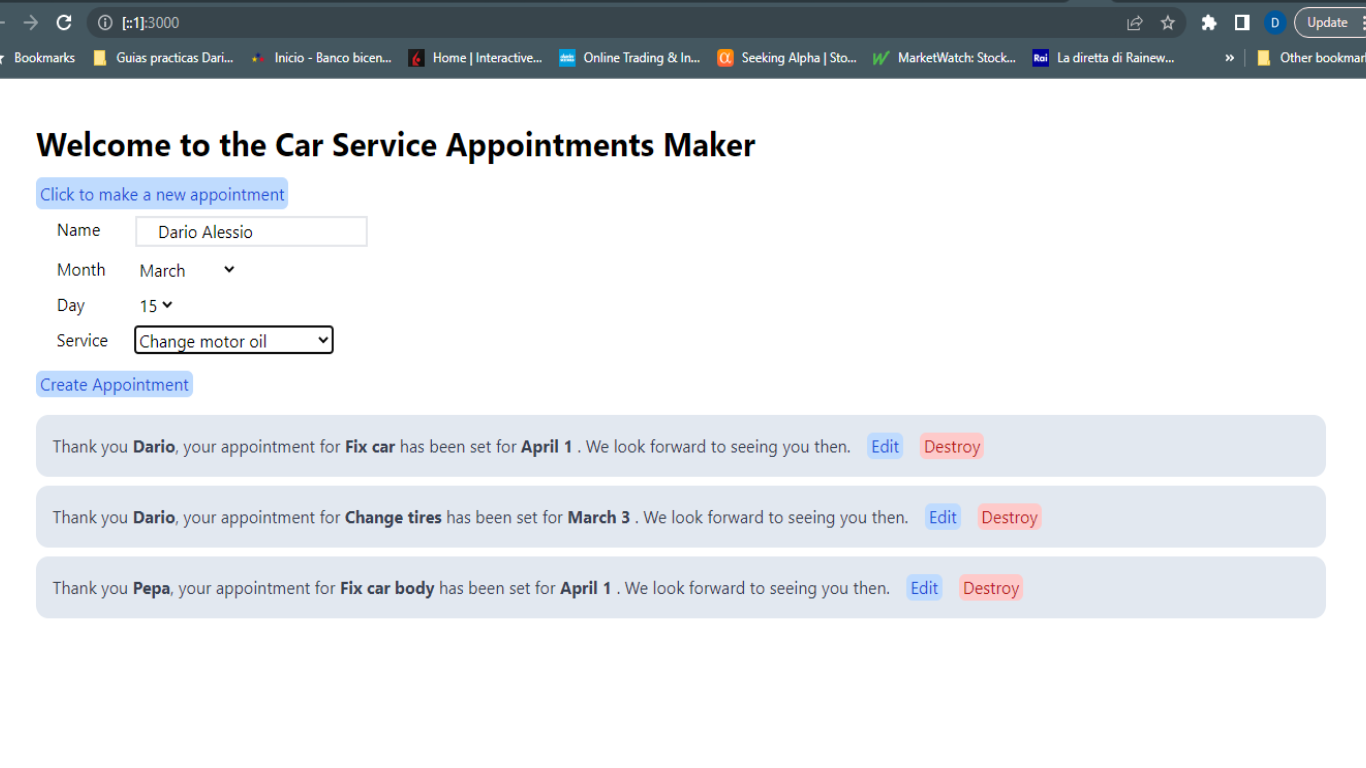 [::1]:3000
D
Update
Bookmarks Guias practicas Dari... Inicio - Banco bicen... Home | Interactive... Online Trading & In... α Seeking Alpha | Sto... MarketWatch: Stock... Rai La diretta di Rainew... » Other bookmar
Welcome to the Car Service Appointments Maker
Click to make a new appointment
Name Dario Alessio
Month March
Day 15
Service Change motor oil
Create Appointment
Thank you Dario, your appointment for Fix car has been set for April 1 . We look forward to seeing you then. Edit Destroy
Thank you Dario, your appointment for Change tires has been set for March 3 . We look forward to seeing you then. Edit Destroy
Thank you Pepa, your appointment for Fix car body has been set for April 1 . We look forward to seeing you then. Edit Destroy